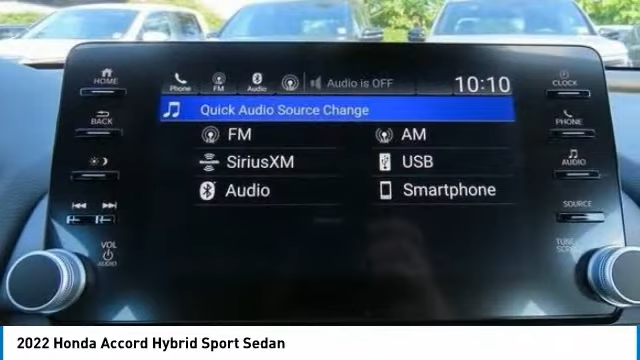 HOME
BACK
VOL
AUDIO
Phone
FM
Audio
Audio is OFF
10:10
Quick Audio Source Change
FM
AM
SiriusXM
USB
Audio
Smartphone
CLOCK
PHONE
AUDIO
SOURCE
TUNE
2022 Honda Accord Hybrid Sport Sedan